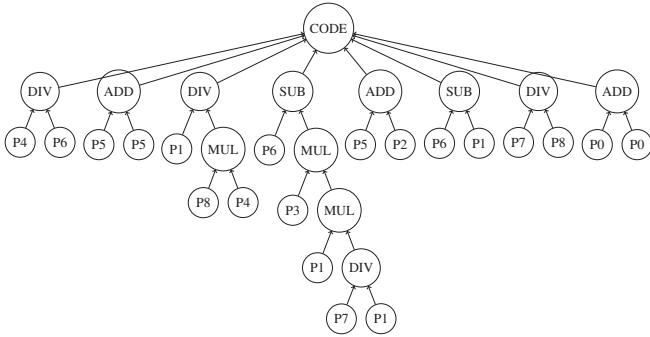 CODE
DIV ADD DIV SUB ADD SUB DIV ADD
P4 P6 P5 P5 P1 MUL P6 MUL P5 P2 P6 P1 P7 P8 P0 P0
P8 P4 P3 MUL
P1 DIV
P7 P1